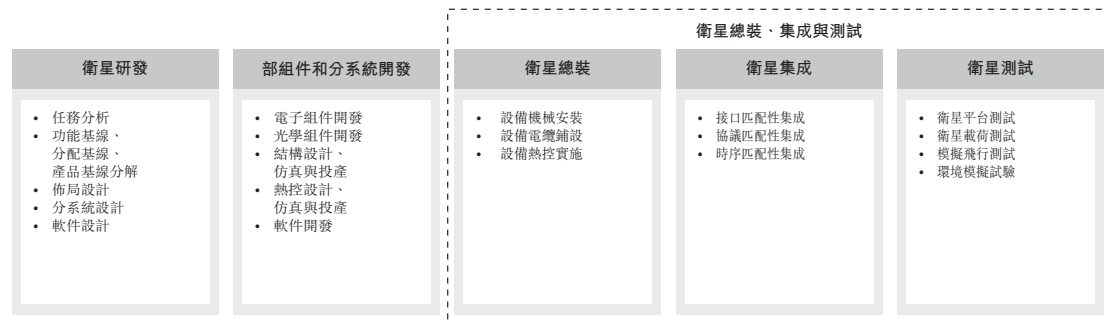 衛星總裝、集成與測試
衛星研發
• 任務分析
• 功能基線、
分配基線、
產品基線分解
• 佈局設計
• 分系統設計
• 軟件設計
部組件和分系統開發
• 電子組件開發
• 光學組件開發
• 結構設計、
仿真與投產
• 熱控設計、
仿真與投產
• 軟件開發
衛星總裝
• 設備機械安裝
• 設備電纜鋪設
• 設備熱控實施
衛星集成
• 接口匹配性集成
• 協議匹配性集成
• 時序匹配性集成
衛星測試
• 衛星平台測試
• 衛星載荷測試
• 模擬飛行測試
• 環境模擬試驗